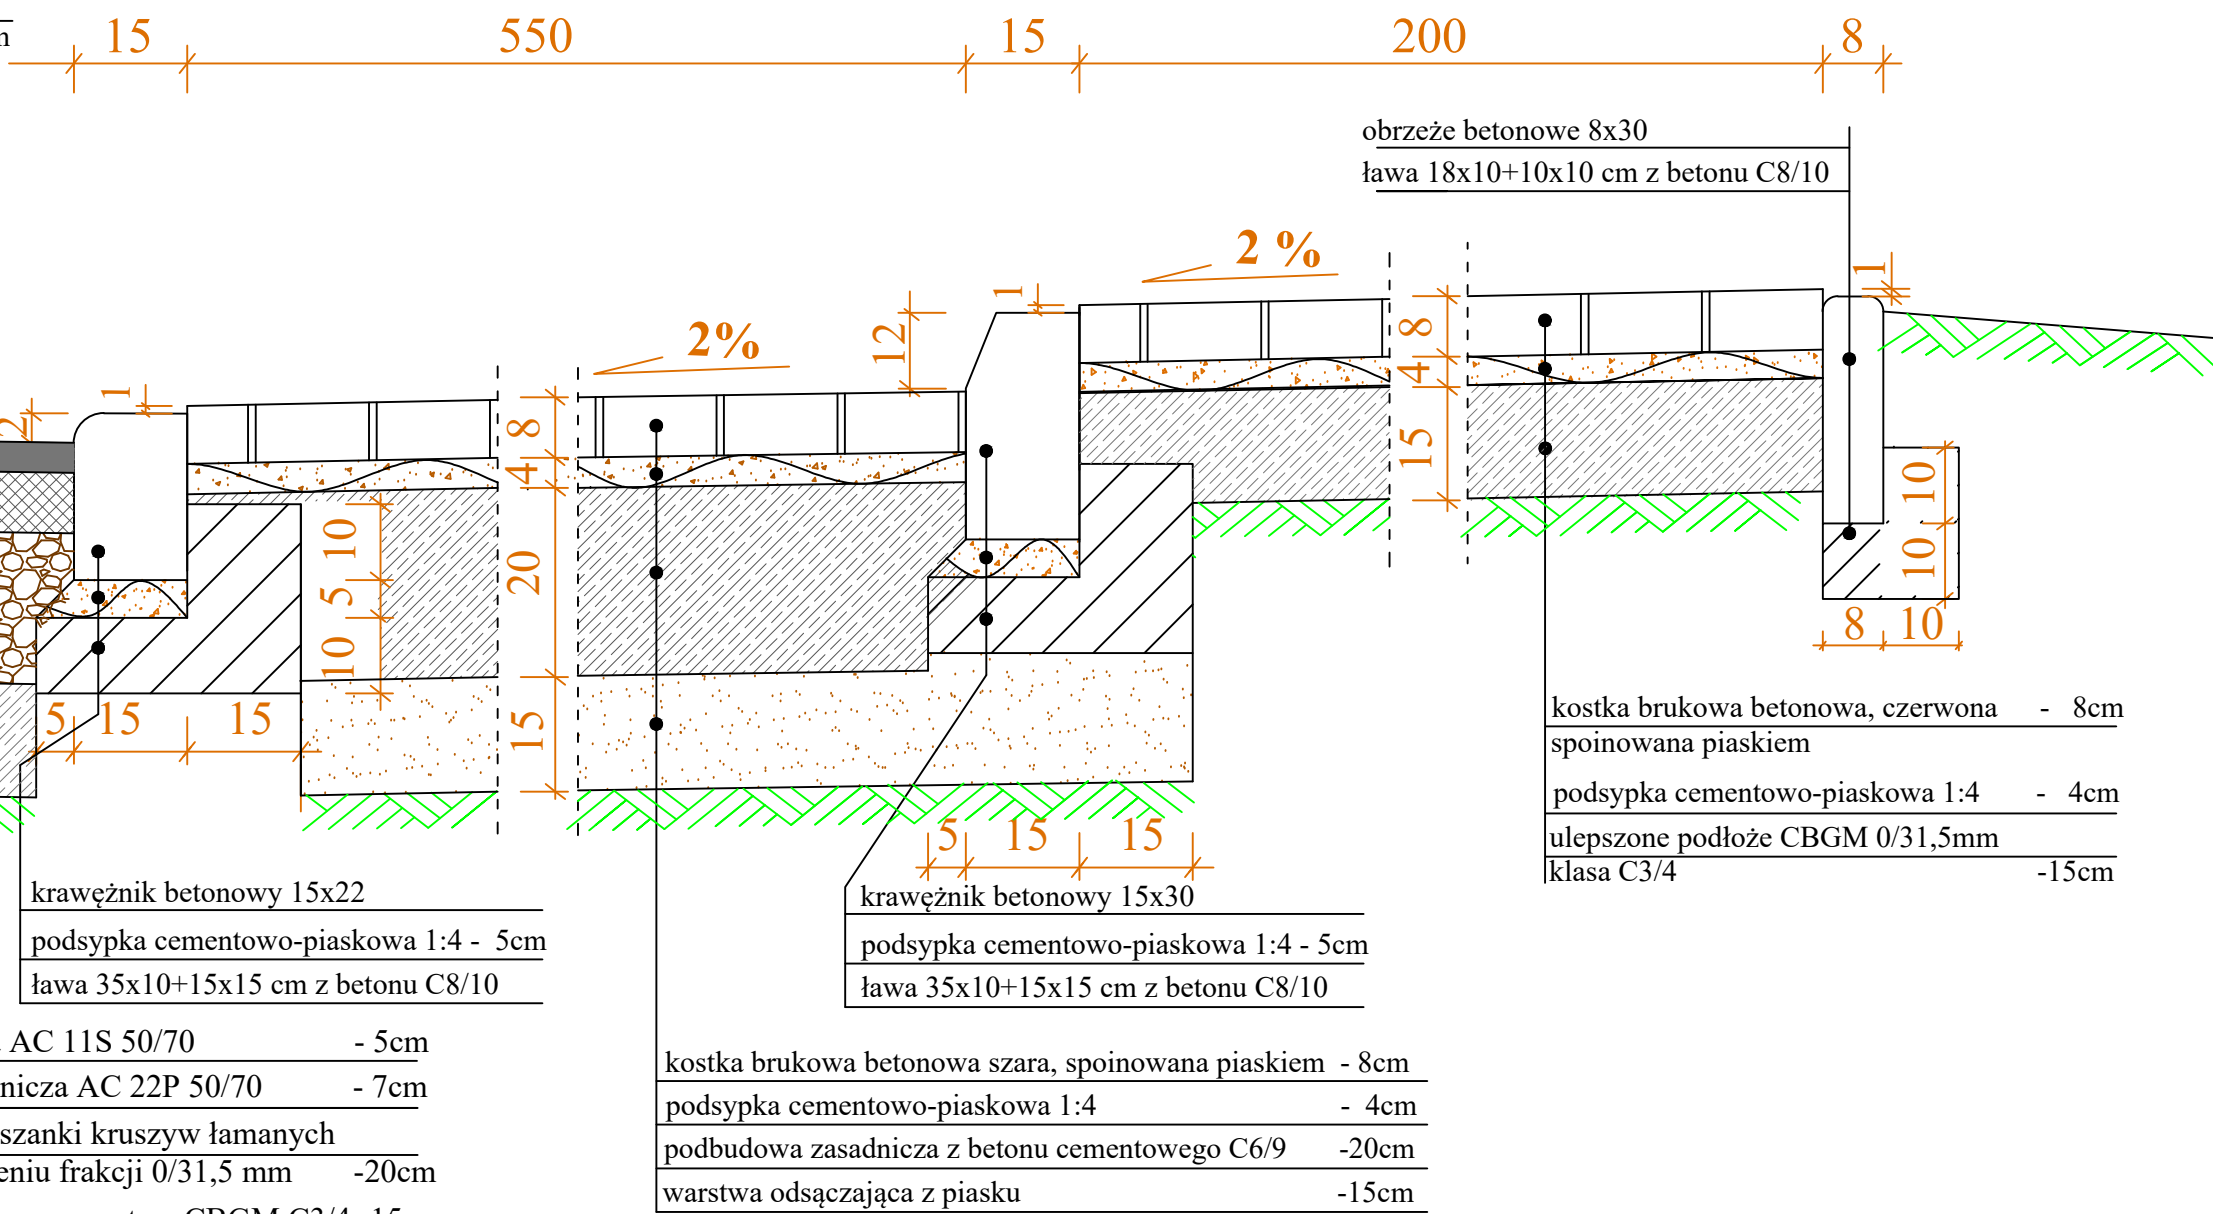 15 550 15 200 8
obrzeże betonowe 8x30
ława 18x10+10x10 cm z betonu C8/10
2 %
1
1
12
8
4
15
2%
1
2
8
4
20
15
10
5
10
10
10
8 10
5 15 15
5 15 15
kostka brukowa betonowa, czerwona - 8cm
spoinowana piaskiem
podsypka cementowo-piaskowa 1:4 - 4cm
ulepszone podłoże CBGM 0/31,5mm
klasa C3/4 -15cm
krawężnik betonowy 15x22
podsypka cementowo-piaskowa 1:4 - 5cm
ława 35x10+15x15 cm z betonu C8/10
krawężnik betonowy 15x30
podsypka cementowo-piaskowa 1:4 - 5cm
ława 35x10+15x15 cm z betonu C8/10
AC 11S 50/70 - 5cm
nicza AC 22P 50/70 - 7cm
szanki kruszyw łamanych
eniu frakcji 0/31,5 mm -20cm
kostka brukowa betonowa szara, spoinowana piaskiem - 8cm
podsypka cementowo-piaskowa 1:4 - 4cm
podbudowa zasadnicza z betonu cementowego C6/9 -20cm
warstwa odsączająca z piasku -15cm